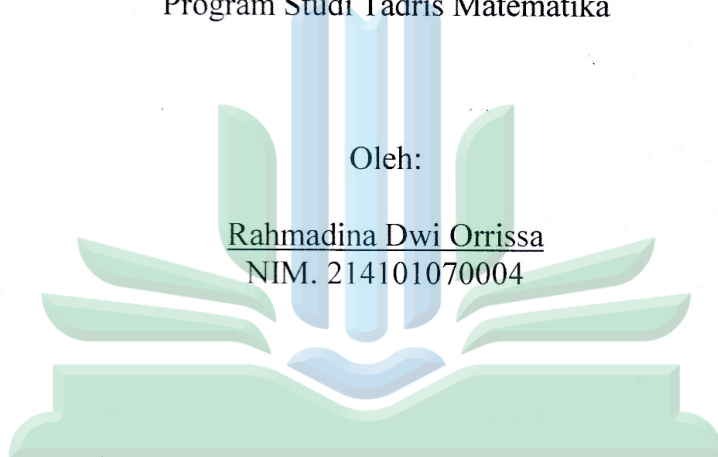 Program Studi Tadris Matematika
Oleh:
Rahmadina Dwi Orrissa
NIM. 214101070004